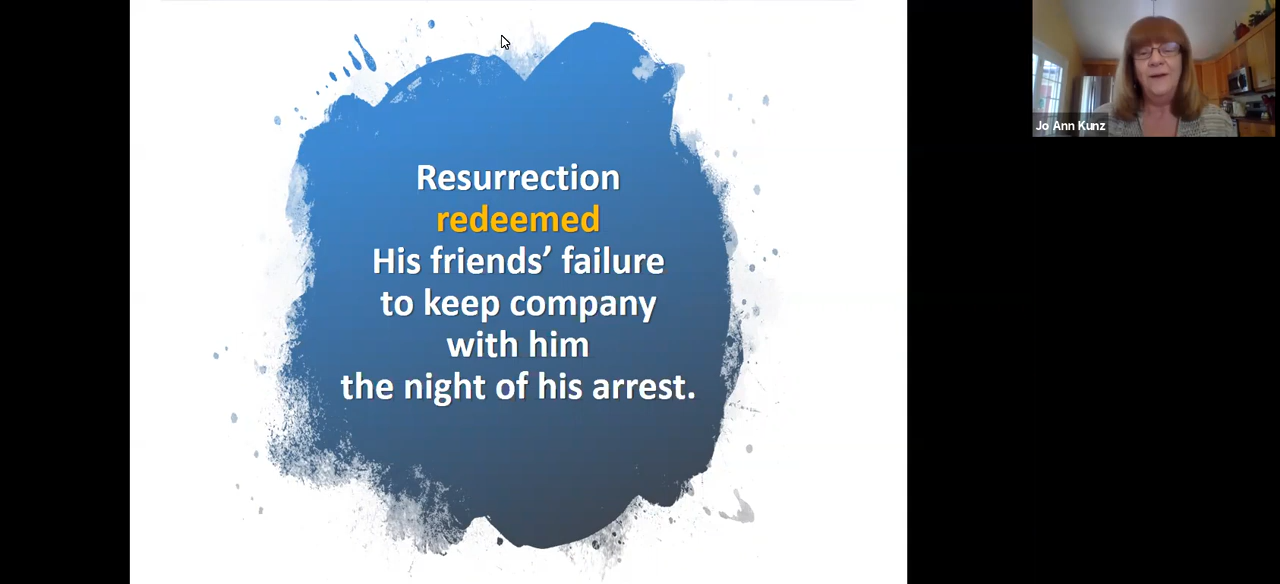 Resurrection
redeemed
His friends’ failure
to keep company
with him
the night of his arrest.
Jo Ann Kunz